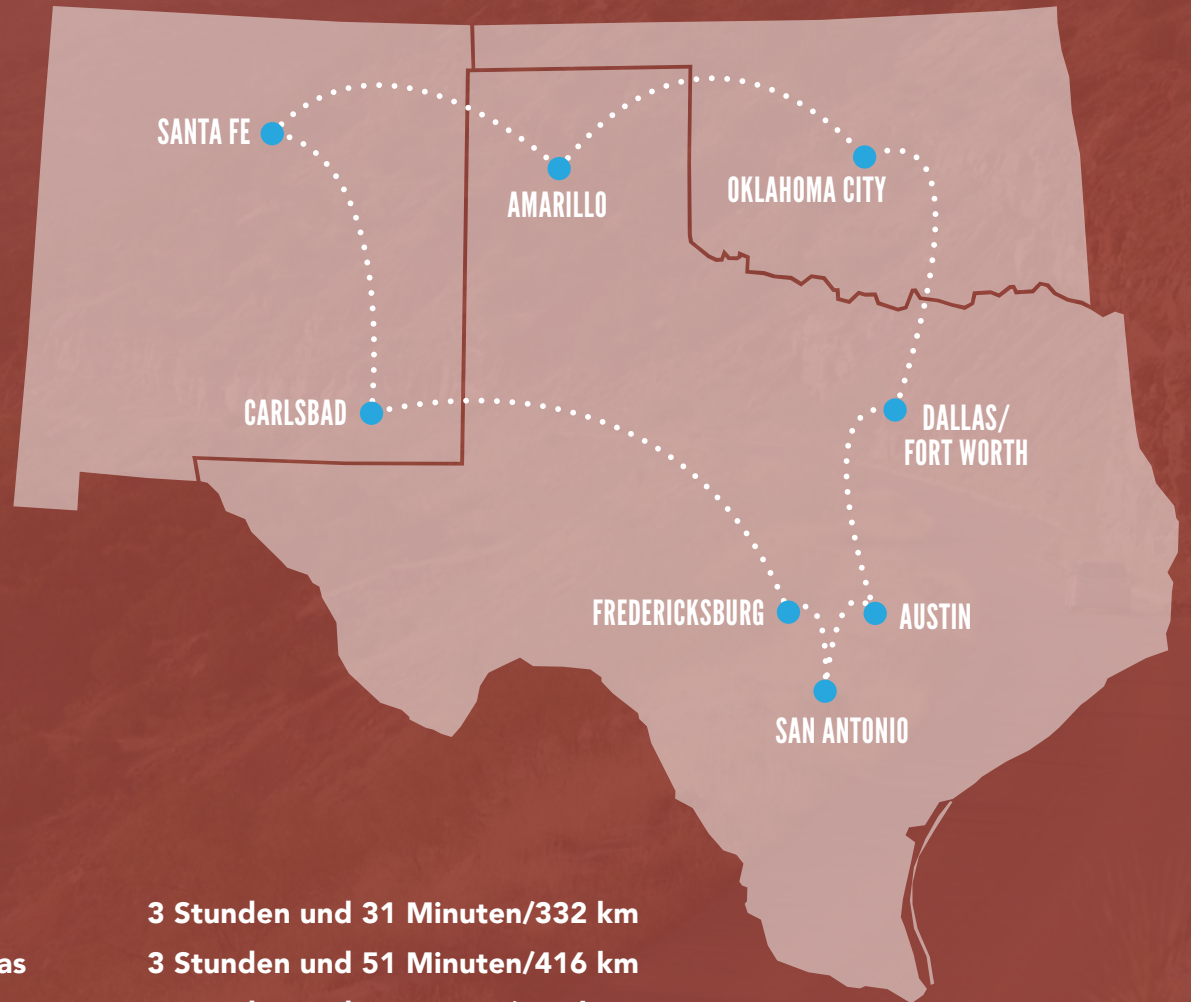 SANTA FE
AMARILLO
OKLAHOMA CITY
CARLSBAD
DALLAS/
FORT WORTH
FREDERICKSBURG
AUSTIN
SAN ANTONIO
3 Stunden und 31 Minuten/332 km
3 Stunden und 51 Minuten/416 km